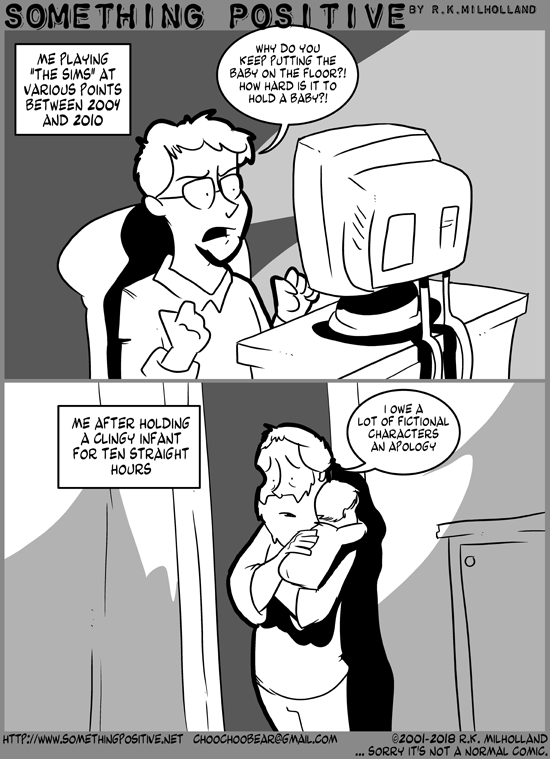 SOMETHING POSITIVE BY R.K.MILHOLLAND
ME PLAYING
"THE SIMS" AT
VARIOUS POINTS
BETWEEN 2004
AND 2010
WHY DO YOU
KEEP PUTTING THE
BABY ON THE FLOOR?!
HOW HARD IS IT TO
HOLD A BABY?!
ME AFTER HOLDING
A CLINGY INFANT
FOR TEN STRAIGHT
HOURS
I OWE A
LOT OF FICTIONAL
CHARACTERS
AN APOLOGY
HTTP://WWW.SOMETHINGPOSITIVE.NET CHOOCHOOBEAR@GMAIL.COM ©2001-2018 R.K. MILHOLLAND
... SORRY IT'S NOT A NORMAL COMIC.